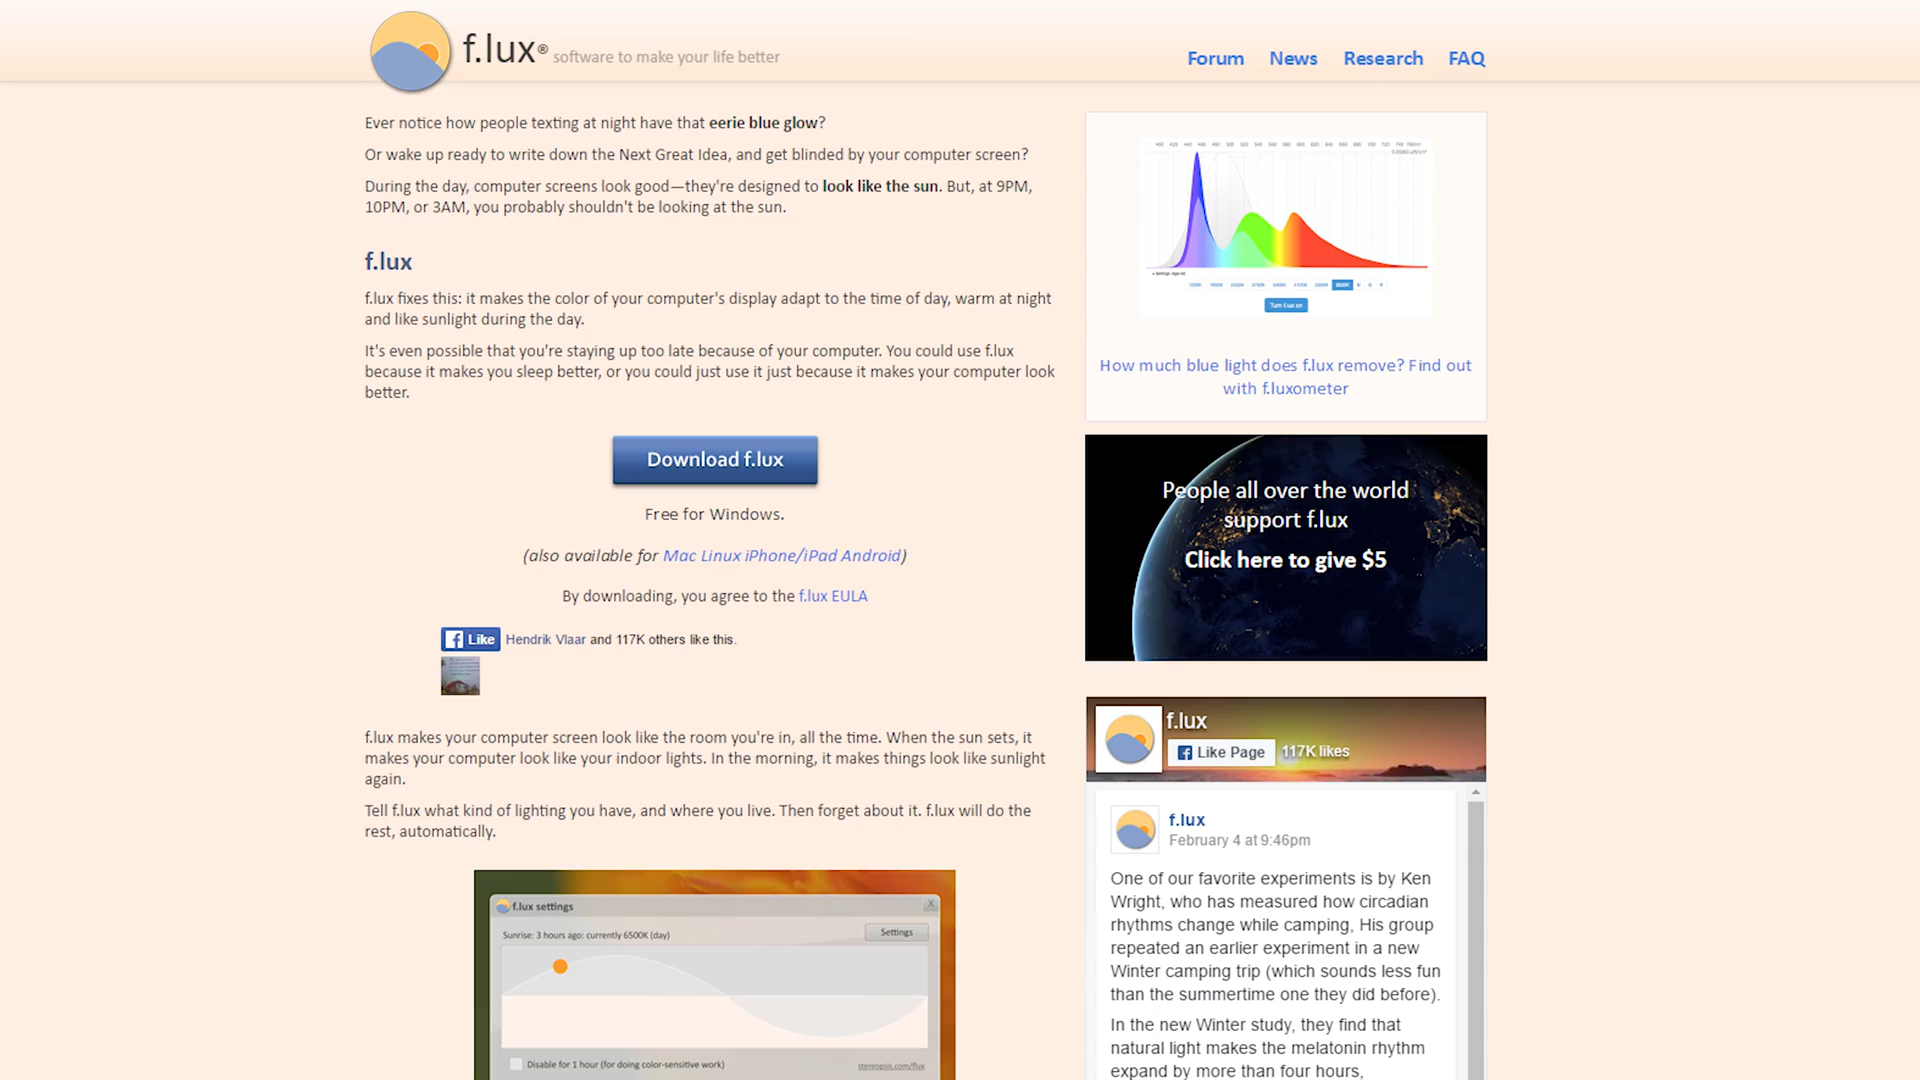 f.lux® software to make your life better
Forum News Research FAQ
Ever notice how people texting at night have that eerie blue glow?
Or wake up ready to write down the Next Great Idea, and get blinded by your computer screen?
During the day, computer screens look good—they're designed to look like the sun. But, at 9PM,
10PM, or 3AM, you probably shouldn't be looking at the sun.
f.lux
f.lux fixes this: it makes the color of your computer's display adapt to the time of day, warm at night
and like sunlight during the day.
It's even possible that you're staying up too late because of your computer. You could use f.lux
because it makes you sleep better, or you could just use it just because it makes your computer look
better.
Download f.lux
Free for Windows.
(also available for Mac Linux iPhone/iPad Android)
By downloading, you agree to the f.lux EULA
Like Hendrik Vlaar and 117K others like this.
f.lux makes your computer screen look like the room you're in, all the time. When the sun sets, it
makes your computer look like your indoor lights. In the morning, it makes things look like sunlight
again.
Tell f.lux what kind of lighting you have, and where you live. Then forget about it. f.lux will do the
rest, automatically.
f.lux settings
X
Sunrise: 3 hours ago: currently 6500K (day)
Settings
Disable for 1 hour (for doing color-sensitive work)
stereopsis.com/flux
Turn f.lux on
How much blue light does f.lux remove? Find out
with f.luxometer
People all over the world
support f.lux
Click here to give $5
f.lux
Like Page 117K likes
f.lux
February 4 at 9:46pm
One of our favorite experiments is by Ken
Wright, who has measured how circadian
rhythms change while camping, His group
repeated an earlier experiment in a new
Winter camping trip (which sounds less fun
than the summertime one they did before).
In the new Winter study, they find that
natural light makes the melatonin rhythm
expand by more than four hours,